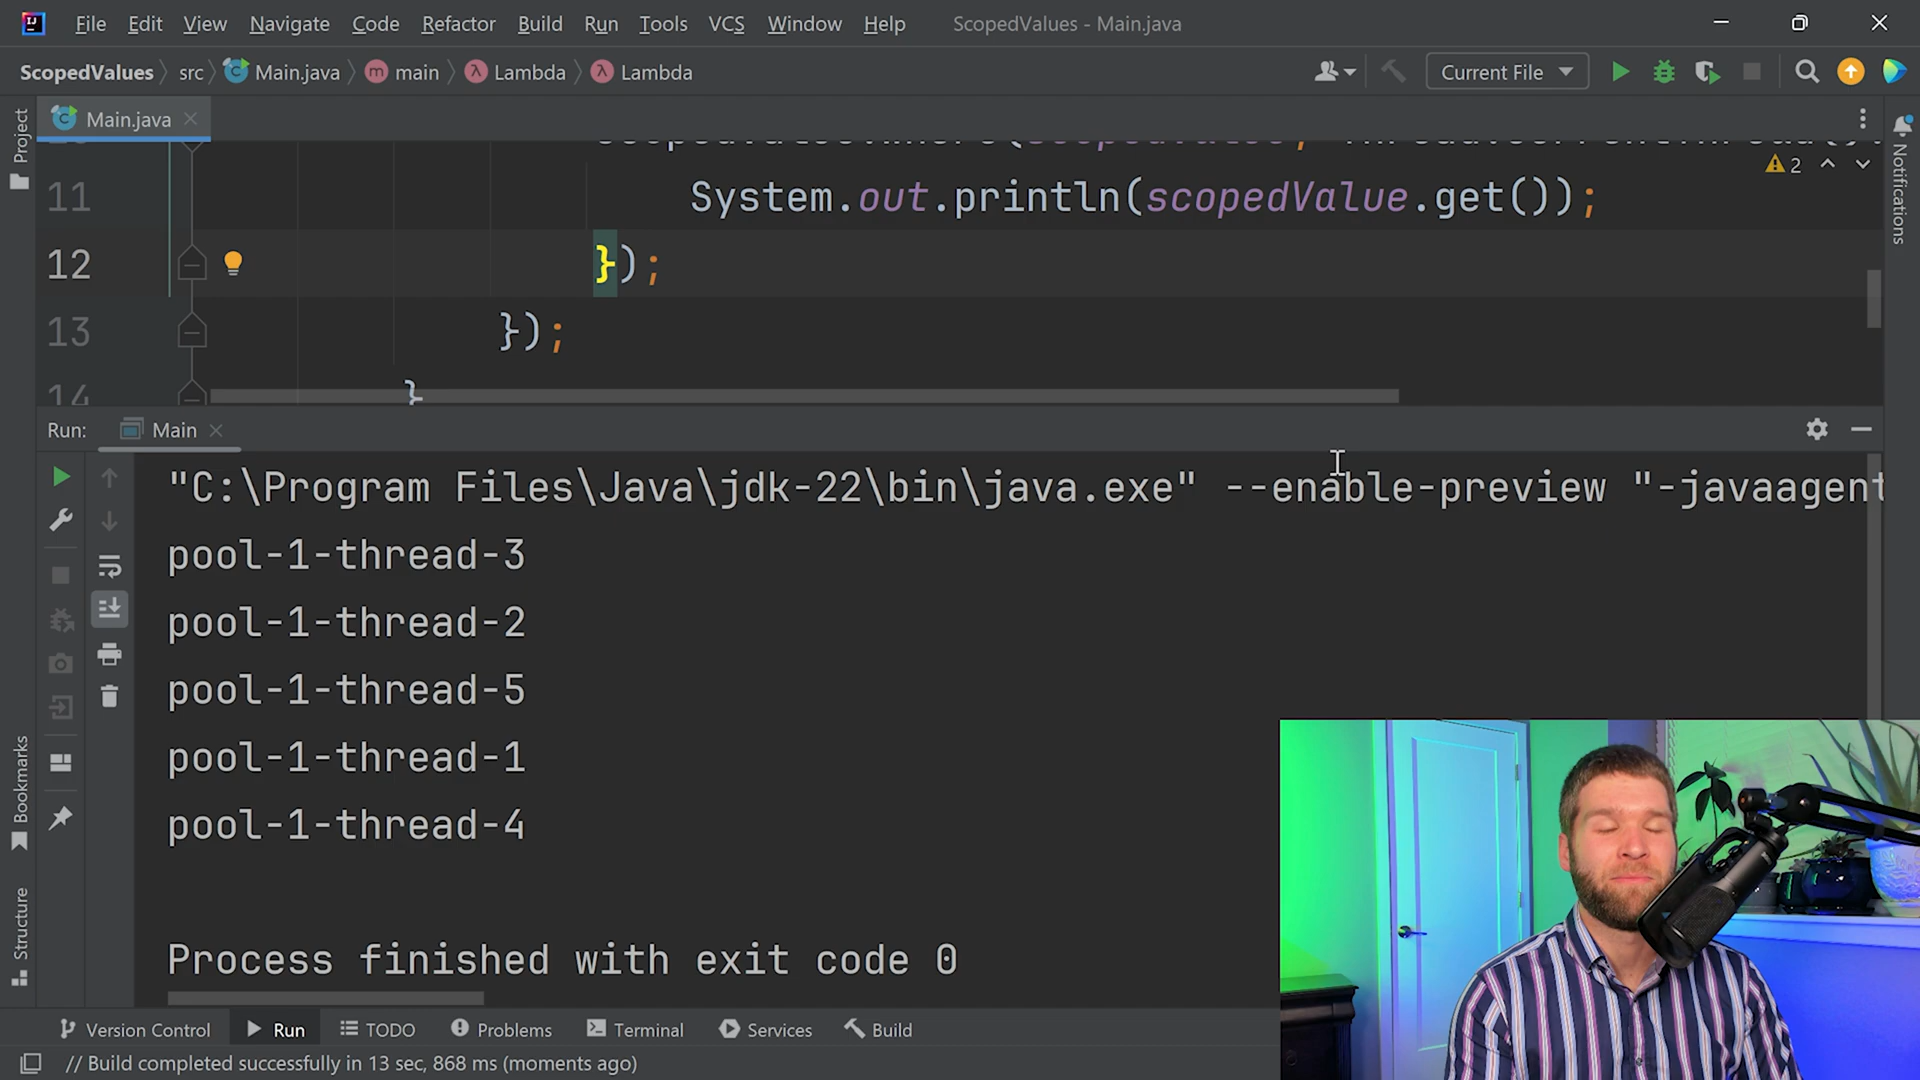 File Edit View Navigate Code Refactor Build Run Tools VCS Window Help ScopedValues - Main.java
ScopedValues src Main.java main Lambda Lambda Current File
Project
Main.java
Notifications
2
11 System.out.println(scopedValue.get());
12 });
13 });
14 }
Run: Main
"C:\Program Files\Java\jdk-22\bin\java.exe" --enable-preview "-javaagent
pool-1-thread-3
pool-1-thread-2
pool-1-thread-5
pool-1-thread-1
pool-1-thread-4
Process finished with exit code 0
Bookmarks
Structure
Version Control Run TODO Problems Terminal Services Build
// Build completed successfully in 13 sec, 868 ms (moments ago)